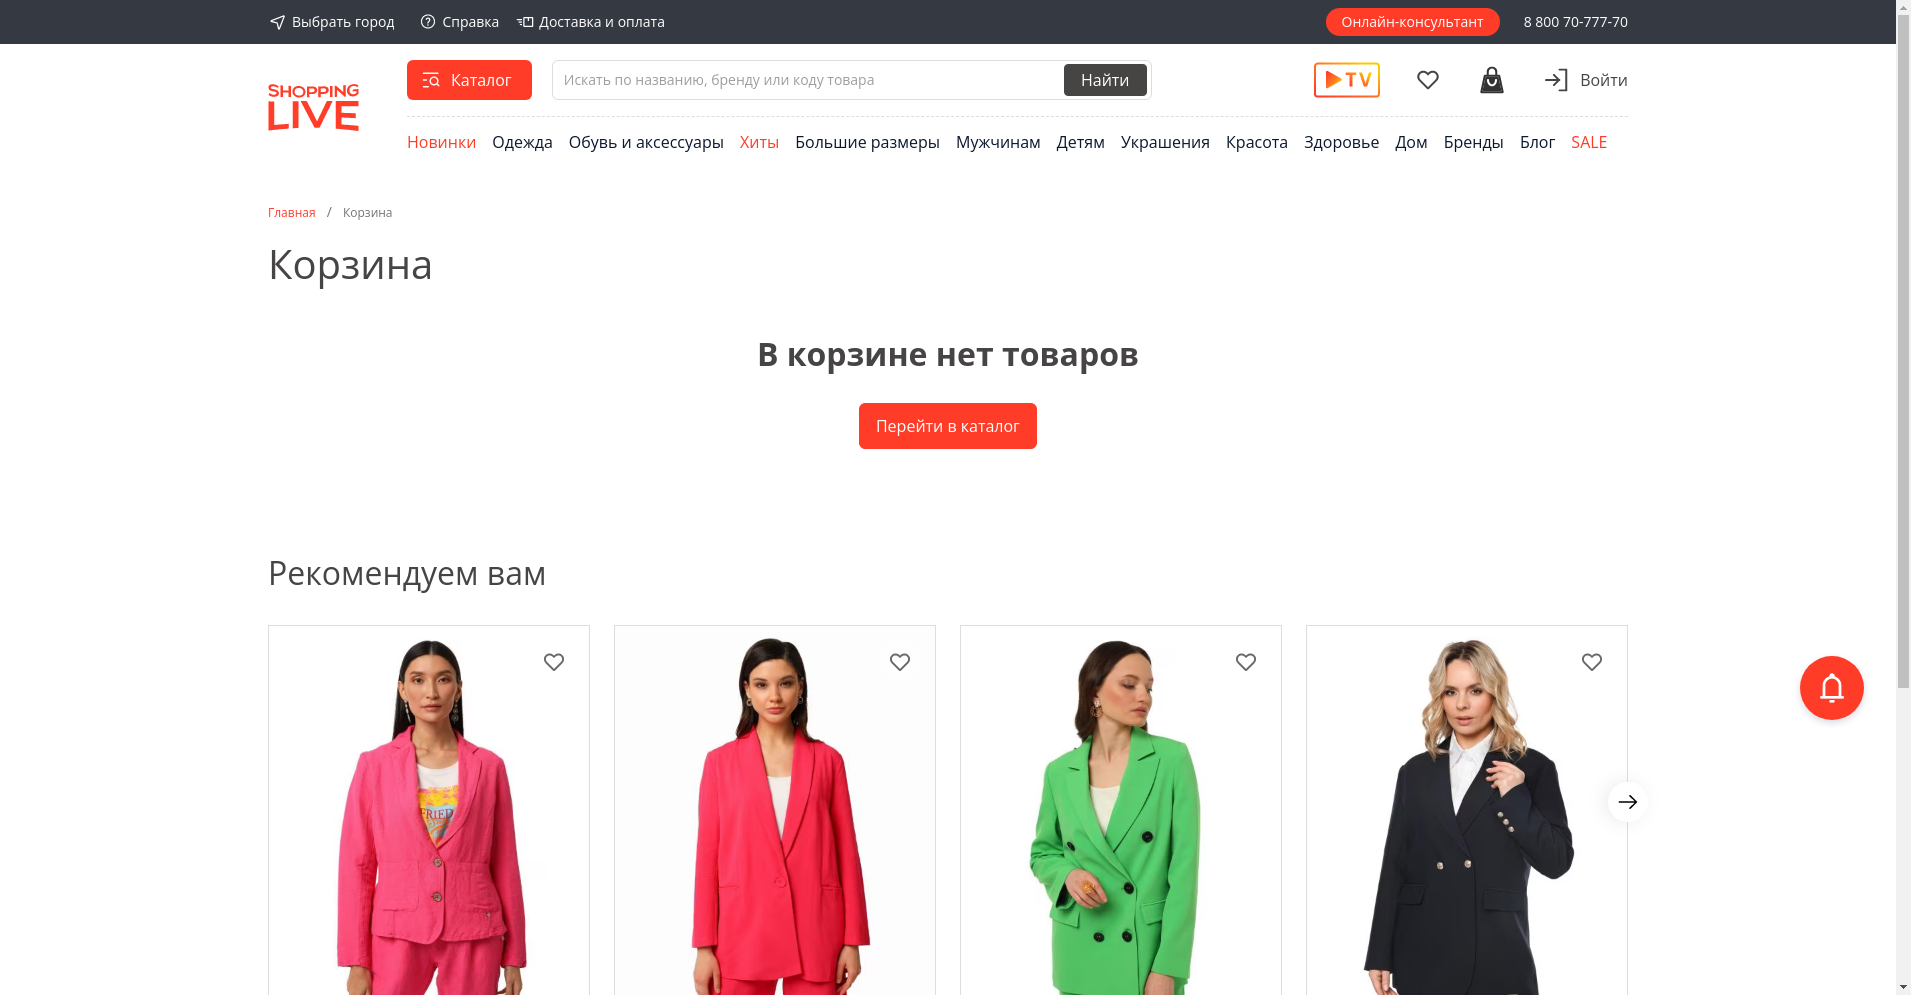 Выбрать город
Справка
Доставка и оплата
Онлайн-консультант
8 800 70-777-70
SHOPPING
LIVE
Каталог
Искать по названию, бренду или коду товара
Найти
TV
Войти
Новинки Одежда Обувь и аксессуары Хиты Большие размеры Мужчинам Детям Украшения Красота Здоровье Дом Бренды Блог SALE
Главная / Корзина
Корзина
В корзине нет товаров
Перейти в каталог
Рекомендуем вам